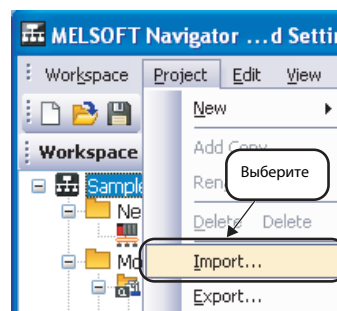 MELSOFT Navigator ...d Settin
Workspace Project Edit View
Workspace
New
Add Copy
Выберите
Sample
Ne
Delete Delete
Mo
Import...
Export...